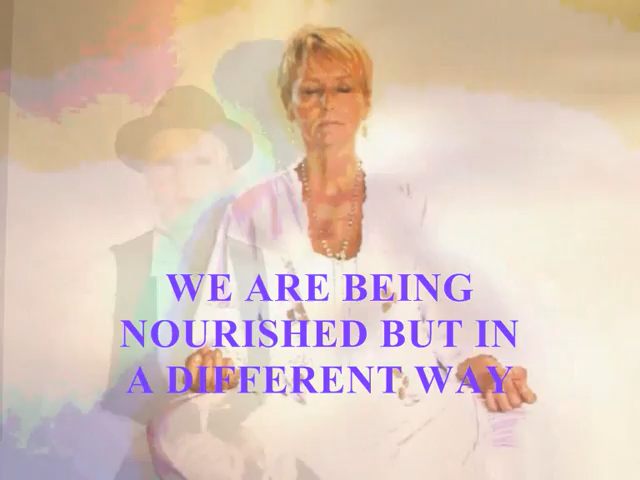 WE ARE BEING
NOURISHED BUT IN
A DIFFERENT WAY